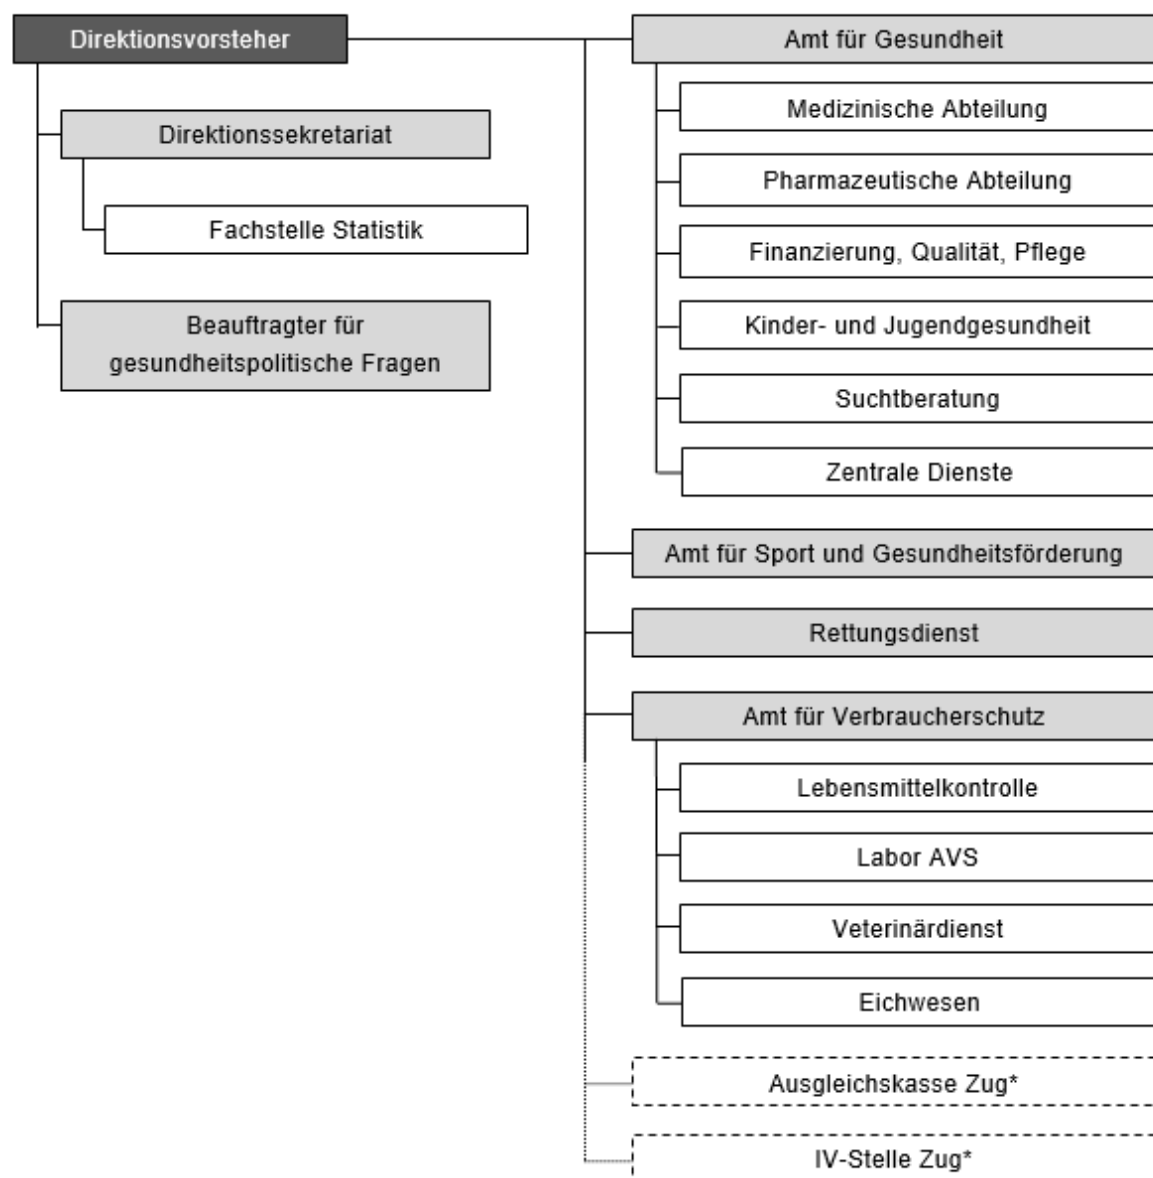 Direktionsvorsteher
Direktionssekretariat
Fachstelle Statistik
Beauftragter für
gesundheitspolitische Fragen
Amt für Gesundheit
Medizinische Abteilung
Pharmazeutische Abteilung
Finanzierung, Qualität, Pflege
Kinder- und Jugendgesundheit
Suchtberatung
Zentrale Dienste
Amt für Sport und Gesundheitsförderung
Rettungsdienst
Amt für Verbraucherschutz
Lebensmittelkontrolle
Labor AVS
Veterinärdienst
Eichwesen
Ausgleichskasse Zug*
IV-Stelle Zug*